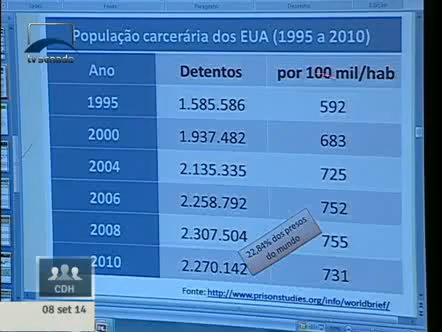 tv senado
População carcerária dos EUA (1995 a 2010)
Ano Detentos por 100 mil/hab
1995 1.585.586 592
2000 1.937.482 683
2004 2.135.335 725
2006 2.258.792 752
2008 2.307.504 755
2010 2.270.142 731
22,84% dos presos
do mundo
Fonte: http://www.prisonstudies.org/info/worldbrief/
CDH
08 set 14